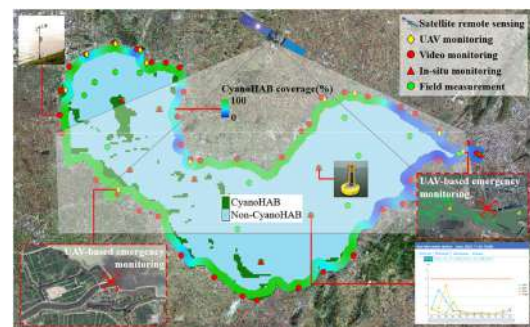 Satellite remote sensing
UAV monitoring
Video monitoring
In-situ monitoring
Field measurement
CyanoHAB coverage(%)
100
0
CyanoHAB
Non-CyanoHAB
UAV-based emergency
monitoring
UAV-based emergency
monitoring